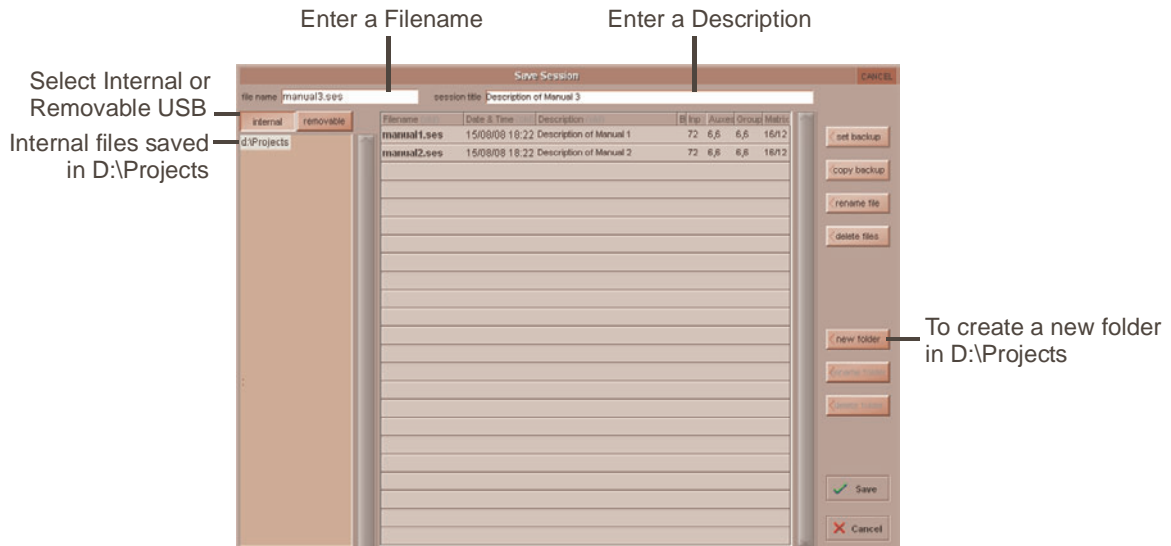 Enter a Filename
Enter a Description
Select Internal or
Removable USB
Internal files saved
in D:\Projects
Save Session
CANCEL
file name manual3.ses
session title Description of Manual 3
internal removable
d:\Projects
Filename Date & Time Description B Inp Auxes Group Matrix
manual1.ses 15/08/08 18:22 Description of Manual 1 72 6,6 6,6 16/12
manual2.ses 15/08/08 18:22 Description of Manual 2 72 6,6 6,6 16/12
set backup
copy backup
rename file
delete files
new folder
To create a new folder
in D:\Projects
Save
Cancel